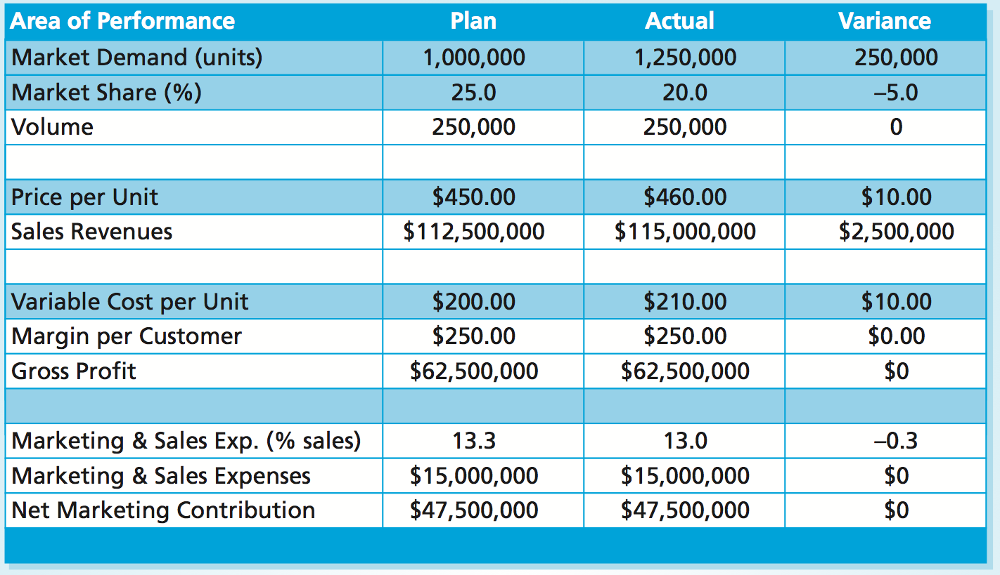 Area of Performance Plan Actual Variance
Market Demand (units) 1,000,000 1,250,000 250,000
Market Share (%) 25.0 20.0 –5.0
Volume 250,000 250,000 0
Price per Unit $450.00 $460.00 $10.00
Sales Revenues $112,500,000 $115,000,000 $2,500,000
Variable Cost per Unit $200.00 $210.00 $10.00
Margin per Customer $250.00 $250.00 $0.00
Gross Profit $62,500,000 $62,500,000 $0
Marketing & Sales Exp. (% sales) 13.3 13.0 –0.3
Marketing & Sales Expenses $15,000,000 $15,000,000 $0
Net Marketing Contribution $47,500,000 $47,500,000 $0